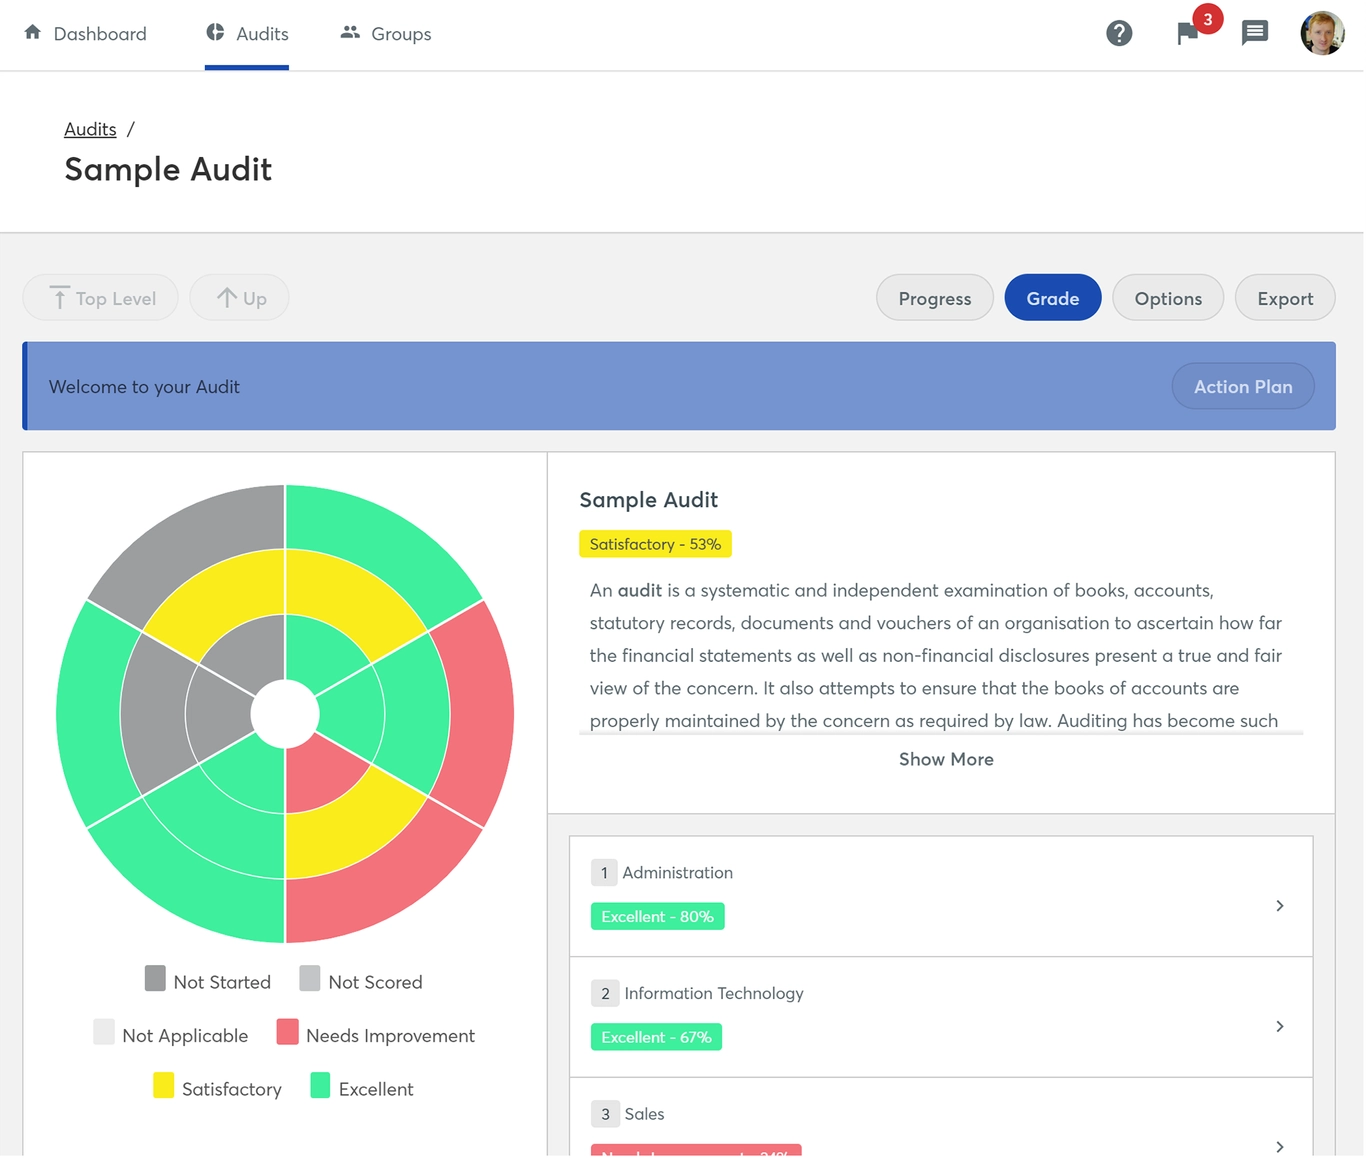 Dashboard
Audits
Groups
3
Audits /
Sample Audit
Top Level
Up
Progress
Grade
Options
Export
Welcome to your Audit
Action Plan
Sample Audit
Satisfactory - 53%
An audit is a systematic and independent examination of books, accounts,
statutory records, documents and vouchers of an organisation to ascertain how far
the financial statements as well as non-financial disclosures present a true and fair
view of the concern. It also attempts to ensure that the books of accounts are
properly maintained by the concern as required by law. Auditing has become such
Show More
Not Started
Not Scored
Not Applicable
Needs Improvement
Satisfactory
Excellent
1 Administration
Excellent - 80%
2 Information Technology
Excellent - 67%
3 Sales